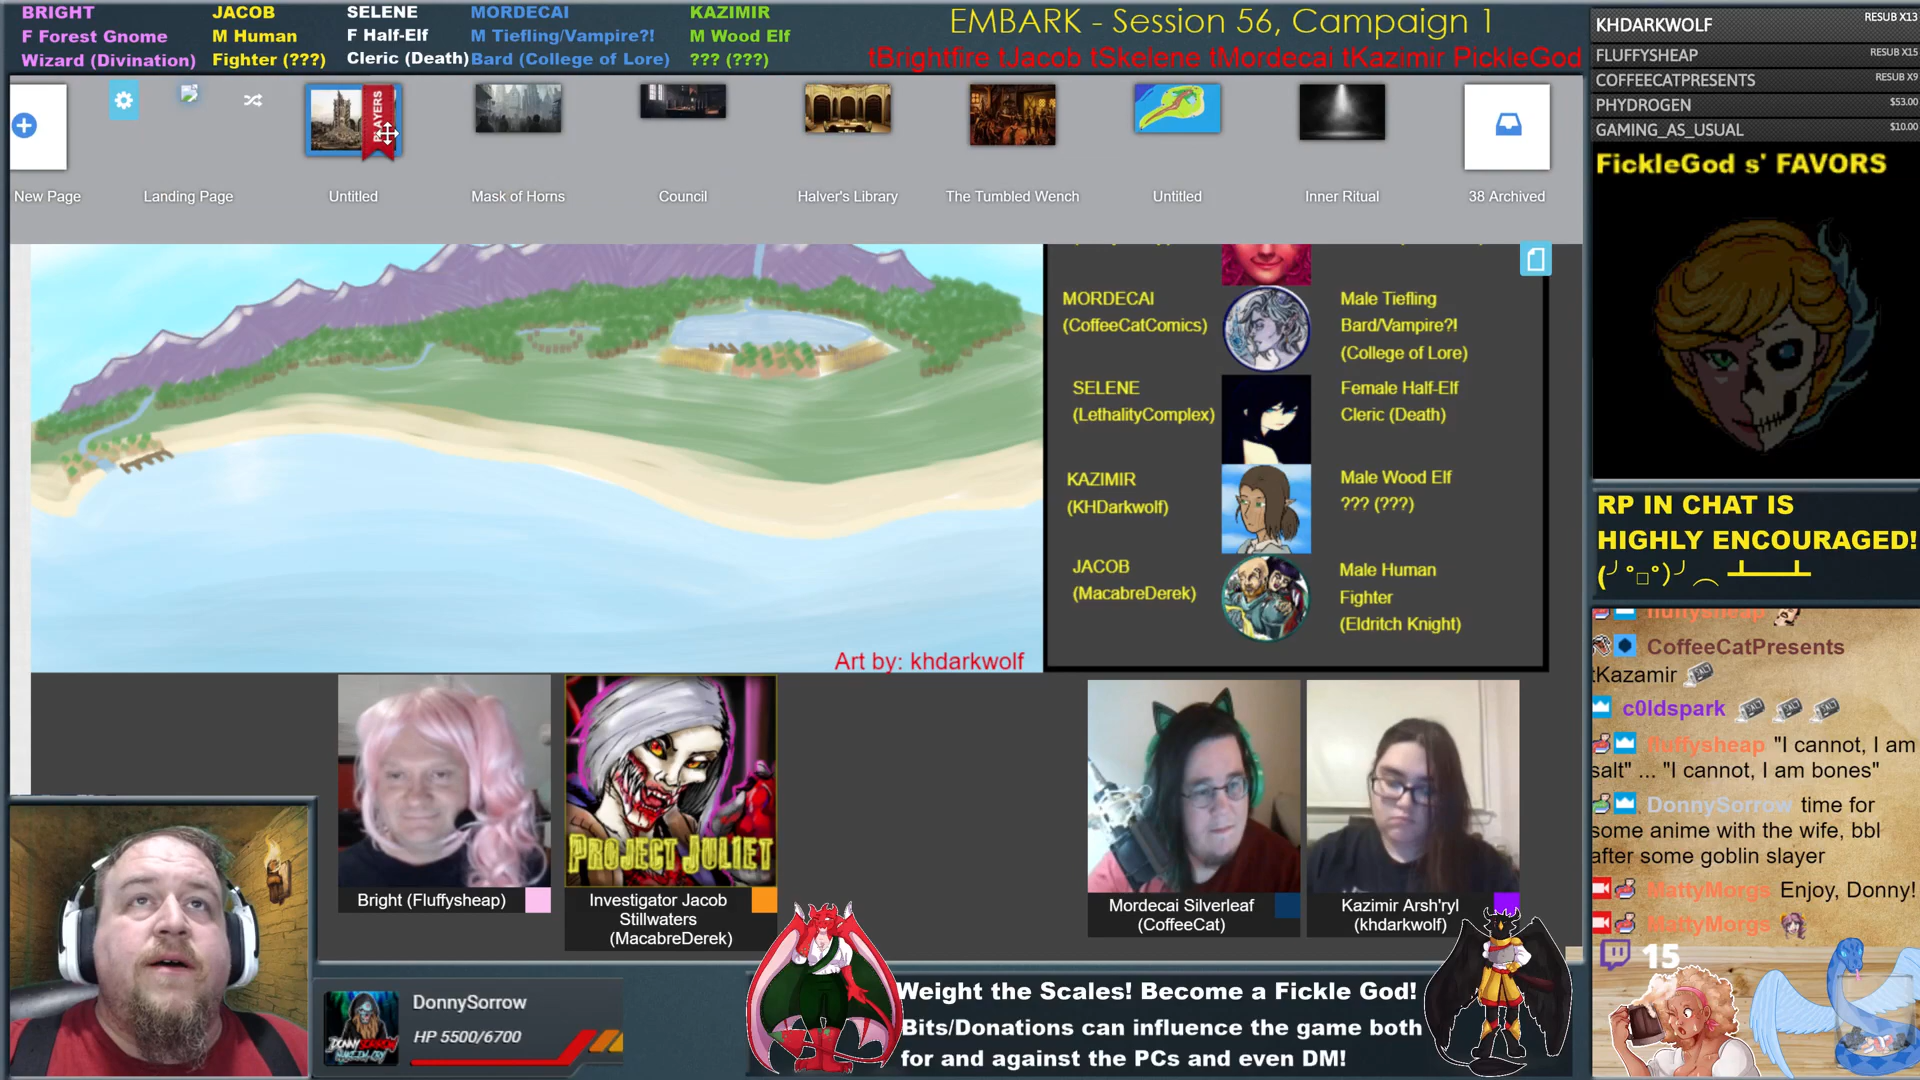 BRIGHT
F Forest Gnome
Wizard (Divination)
JACOB
M Human
Fighter (???)
SELENE
F Half-Elf
Cleric (Death)
MORDECAI
M Tiefling/Vampire?!
Bard (College of Lore)
KAZIMIR
M Wood Elf
??? (???)
EMBARK - Session 56, Campaign 1
tBrightfire tJacob tSkelene tMordecai tKazimir PickleGod
KHDARKWOLF RESUB X13
FLUFFYSHEAP RESUB X15
COFFEECATPRESENTS RESUB X9
PHYDROGEN $53.00
GAMING_AS_USUAL $10.00
PLAYERS
New Page
Landing Page
Untitled
Mask of Horns
Council
Halver's Library
The Tumbled Wench
Untitled
Inner Ritual
38 Archived
FickleGod s' FAVORS
MORDECAI
(CoffeeCatComics)
Male Tiefling
Bard/Vampire?!
(College of Lore)
SELENE
(LethalityComplex)
Female Half-Elf
Cleric (Death)
KAZIMIR
(KHDarkwolf)
Male Wood Elf
??? (???)
JACOB
(MacabreDerek)
Male Human
Fighter
(Eldritch Knight)
Art by: khdarkwolf
RP IN CHAT IS
HIGHLY ENCOURAGED!
(╯°□°)╯︵ ┻━┻
fluffysheap
CoffeeCatPresents
tKazamir
c0ldspark
fluffysheap "I cannot, I am
salt" ... "I cannot, I am bones"
DonnySorrow time for
some anime with the wife, bbl
after some goblin slayer
MattyMorgs Enjoy, Donny!
MattyMorgs
15
PROJECT JULIET
Bright (Fluffysheap)
Investigator Jacob
Stillwaters
(MacabreDerek)
Mordecai Silverleaf
(CoffeeCat)
Kazimir Arsh'ryl
(khdarkwolf)
DonnySorrow
HP 5500/6700
Weight the Scales! Become a Fickle God!
Bits/Donations can influence the game both
for and against the PCs and even DM!